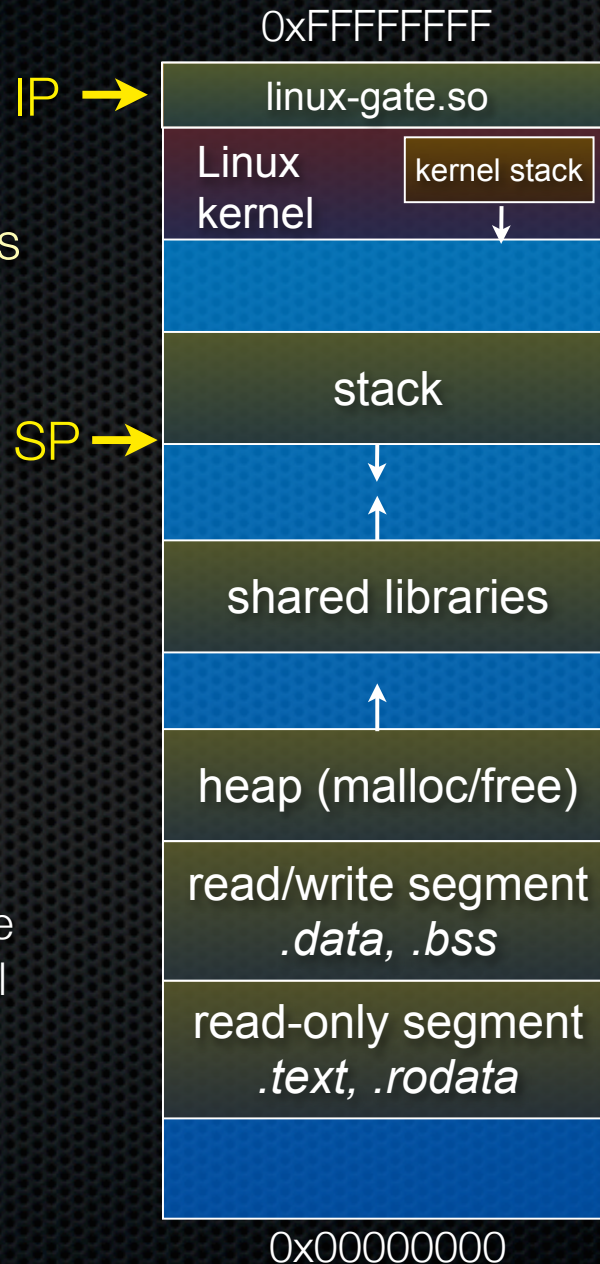 0xFFFFFFFF
IP
linux-gate.so
Linux
kernel
kernel stack
s
stack
SP
shared libraries
heap (malloc/free)
read/write segment
.data, .bss
e
l
read-only segment
.text, .rodata
0x00000000